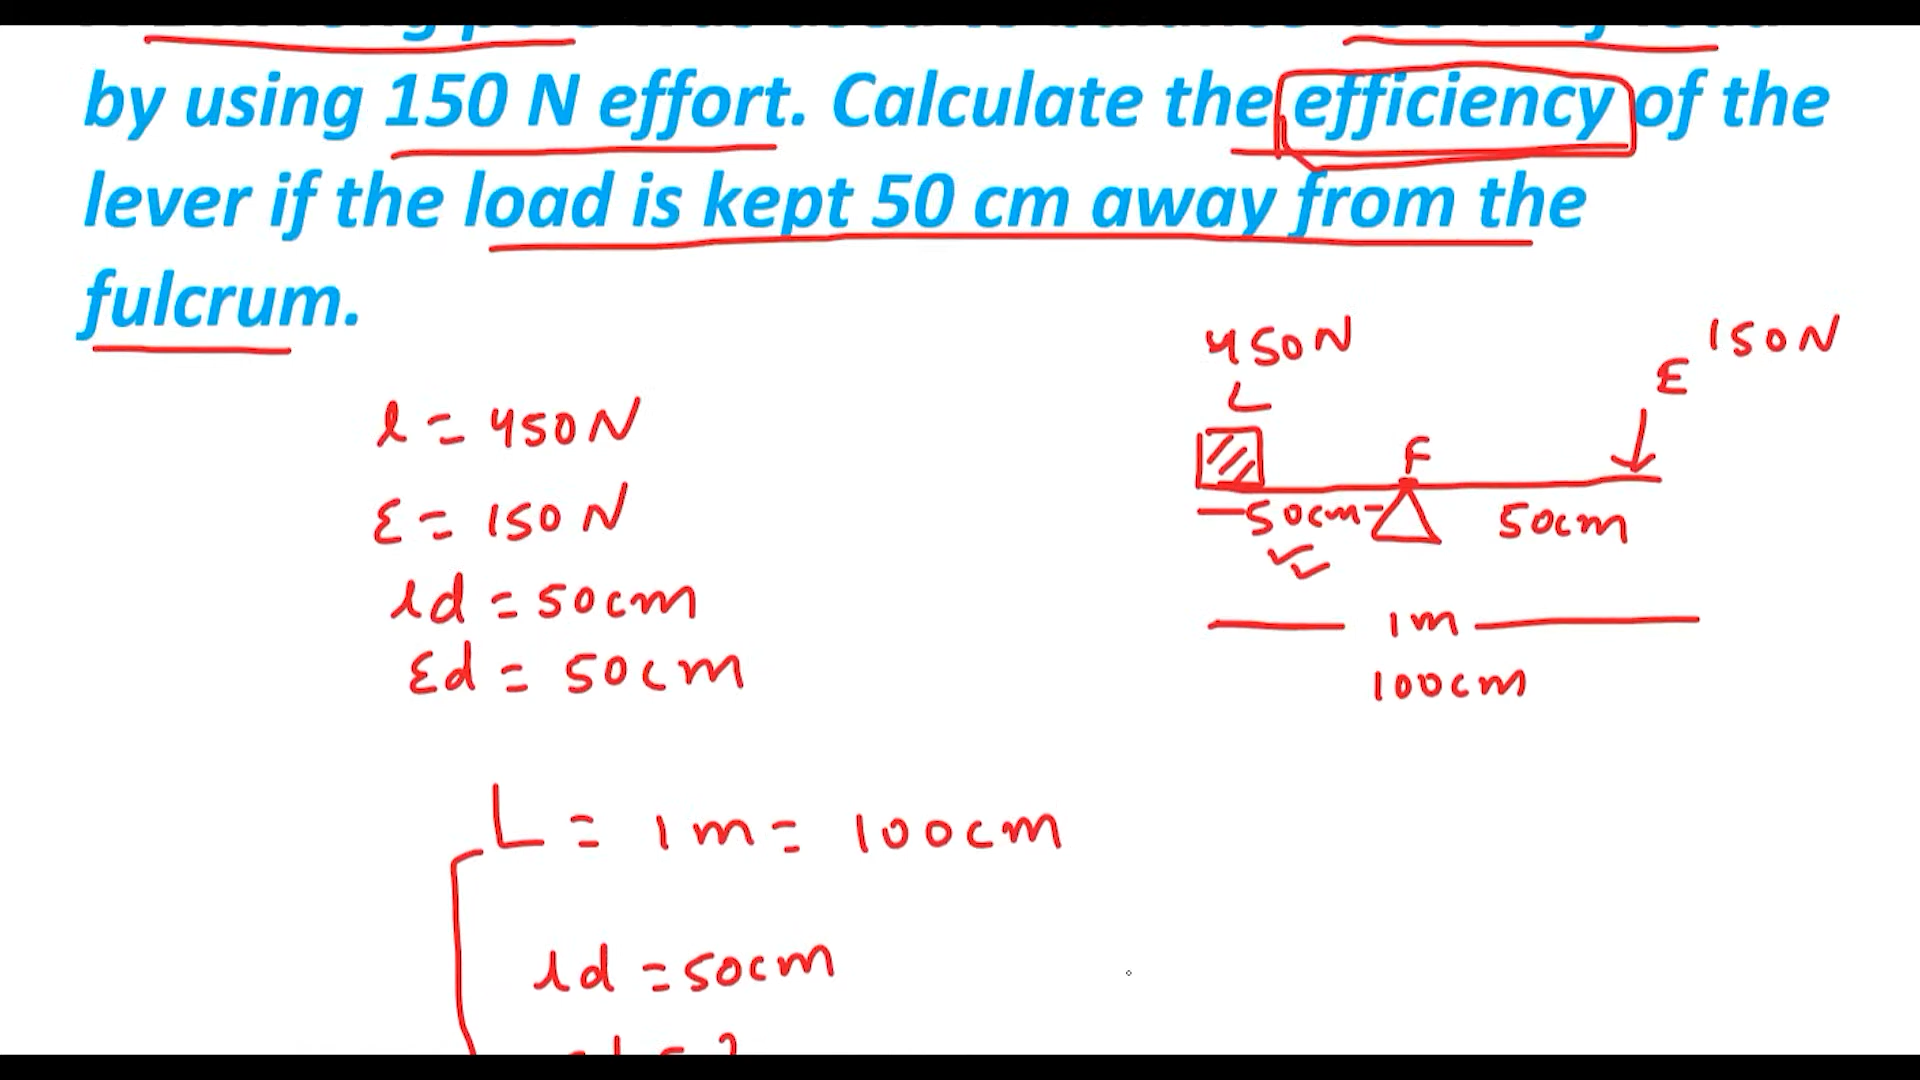 by using 150 N effort. Calculate the efficiency of the
lever if the load is kept 50 cm away from the
fulcrum.
450N
150N
L
E
F
50cm
50cm
1m
100cm
l = 450N
E = 150N
ld = 50cm
Ed = 50cm
L = 1m = 100cm
ld = 50cm